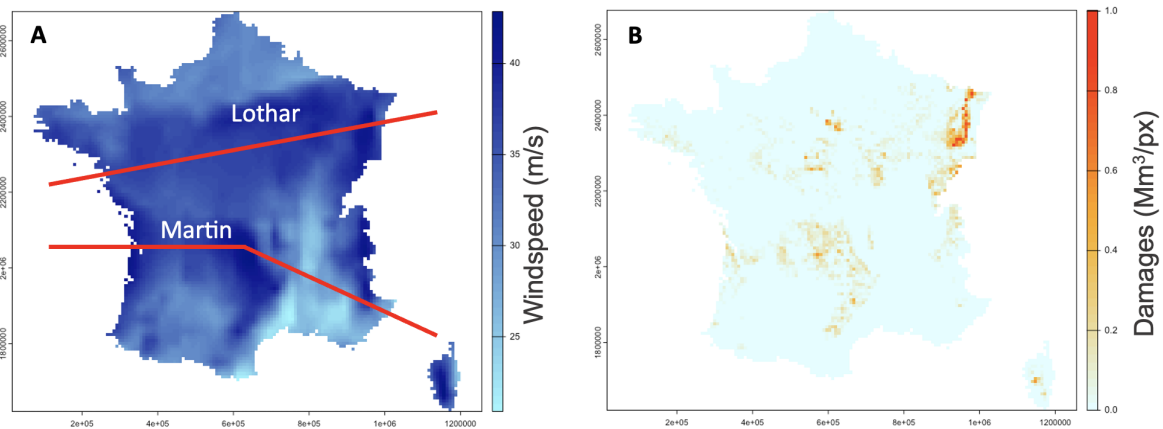 A
Lothar
Martin
2600000
2400000
2200000
2e+06
1800000
2e+05
4e+05
6e+05
8e+05
1e+06
1200000
40
35
30
25
Windspeed (m/s)
B
2600000
2400000
2200000
2e+06
1800000
2e+05
4e+05
6e+05
8e+05
1e+06
1200000
1.0
0.8
0.6
0.4
0.2
0.0
Damages (Mm³/px)